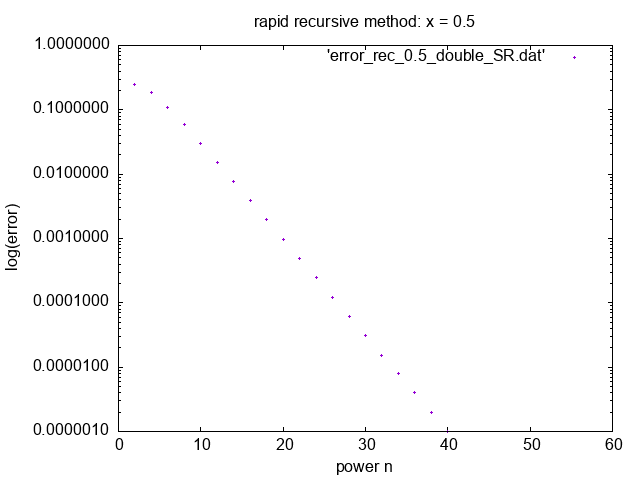 rapid recursive method: x = 0.5
'error_rec_0.5_double_SR.dat'
1.0000000
0.1000000
0.0100000
0.0010000
0.0001000
0.0000100
0.0000010
log(error)
0 10 20 30 40 50 60
power n